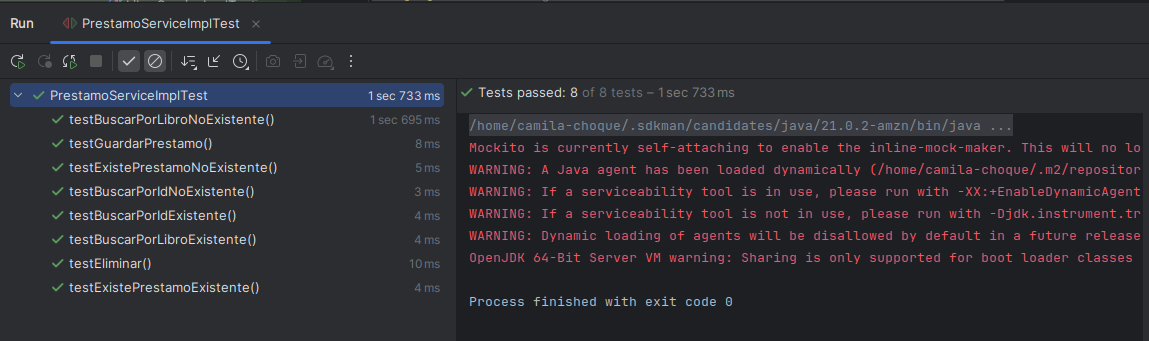 Run
PrestamoServiceImplTest
PrestamoServiceImplTest 1 sec 733 ms
testBuscarPorLibroNoExistente() 1 sec 695 ms
testGuardarPrestamo() 8 ms
testExistePrestamoNoExistente() 5 ms
testBuscarPorIdNoExistente() 3 ms
testBuscarPorIdExistente() 4 ms
testBuscarPorLibroExistente() 4 ms
testEliminar() 10 ms
testExistePrestamoExistente() 4 ms
Tests passed: 8 of 8 tests – 1 sec 733 ms
/home/camila-choque/.sdkman/candidates/java/21.0.2-amzn/bin/java ...
Mockito is currently self-attaching to enable the inline-mock-maker. This will no lo
WARNING: A Java agent has been loaded dynamically (/home/camila-choque/.m2/repositor
WARNING: If a serviceability tool is in use, please run with -XX:+EnableDynamicAgent
WARNING: If a serviceability tool is not in use, please run with -Djdk.instrument.tr
WARNING: Dynamic loading of agents will be disallowed by default in a future release
OpenJDK 64-Bit Server VM warning: Sharing is only supported for boot loader classes
Process finished with exit code 0